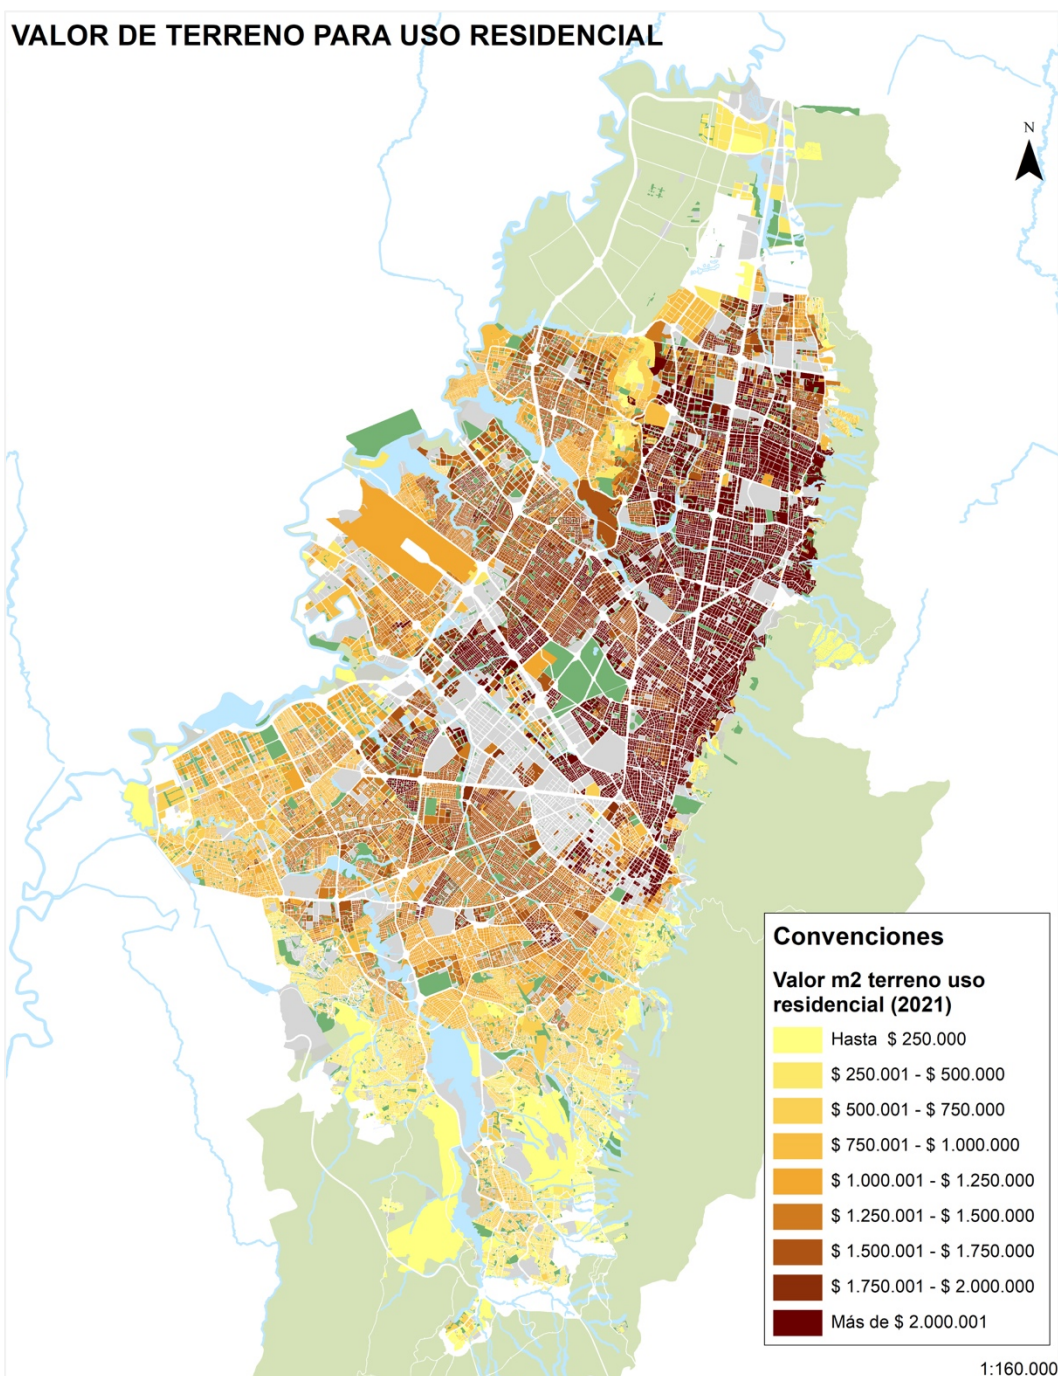 VALOR DE TERRENO PARA USO RESIDENCIAL
N
Convenciones
Valor m2 terreno uso
residencial (2021)
Hasta $ 250.000
$ 250.001 - $ 500.000
$ 500.001 - $ 750.000
$ 750.001 - $ 1.000.000
$ 1.000.001 - $ 1.250.000
$ 1.250.001 - $ 1.500.000
$ 1.500.001 - $ 1.750.000
$ 1.750.001 - $ 2.000.000
Más de $ 2.000.001
1:160.000